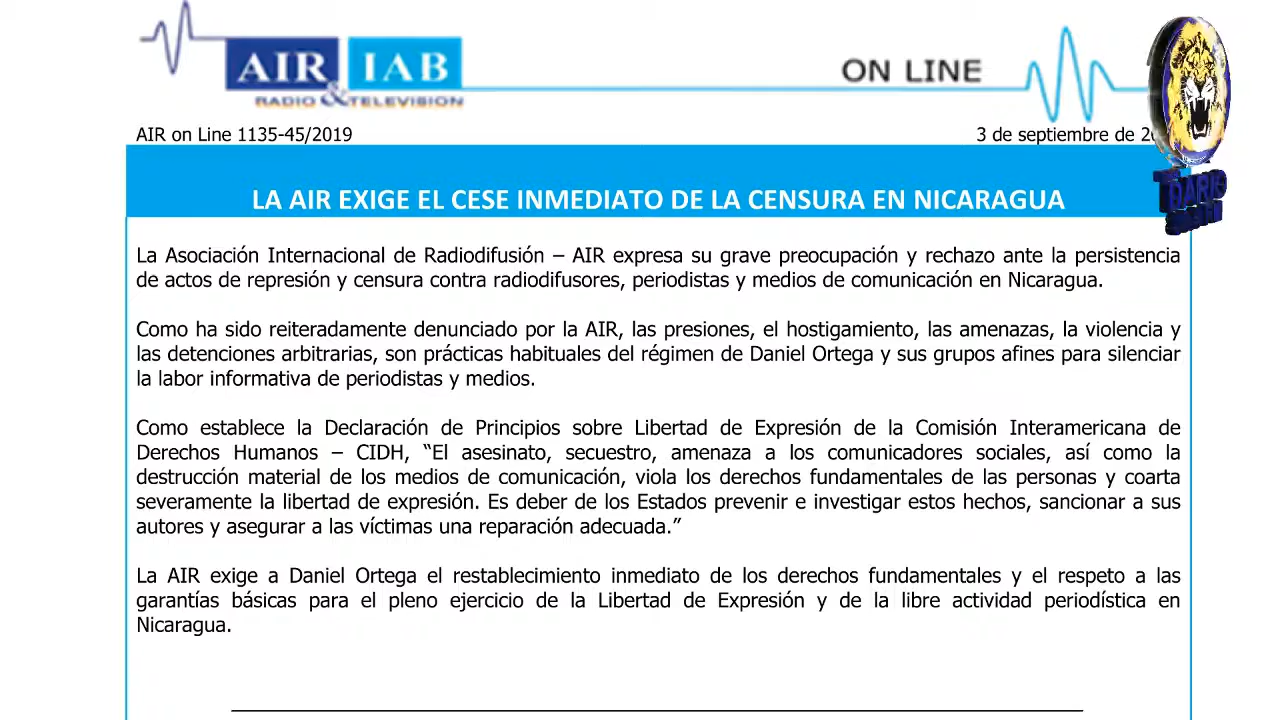 AIR & IAB
RADIO & TELEVISION
ON LINE
AIR on Line 1135-45/2019
3 de septiembre de
LA AIR EXIGE EL CESE INMEDIATO DE LA CENSURA EN NICARAGUA
La Asociación Internacional de Radiodifusión – AIR expresa su grave preocupación y rechazo ante la persistencia
de actos de represión y censura contra radiodifusores, periodistas y medios de comunicación en Nicaragua.
Como ha sido reiteradamente denunciado por la AIR, las presiones, el hostigamiento, las amenazas, la violencia y
las detenciones arbitrarias, son prácticas habituales del régimen de Daniel Ortega y sus grupos afines para silenciar
la labor informativa de periodistas y medios.
Como establece la Declaración de Principios sobre Libertad de Expresión de la Comisión Interamericana de
Derechos Humanos – CIDH, “El asesinato, secuestro, amenaza a los comunicadores sociales, así como la
destrucción material de los medios de comunicación, viola los derechos fundamentales de las personas y coarta
severamente la libertad de expresión. Es deber de los Estados prevenir e investigar estos hechos, sancionar a sus
autores y asegurar a las víctimas una reparación adecuada.”
La AIR exige a Daniel Ortega el restablecimiento inmediato de los derechos fundamentales y el respeto a las
garantías básicas para el pleno ejercicio de la Libertad de Expresión y de la libre actividad periodística en
Nicaragua.
DARIO